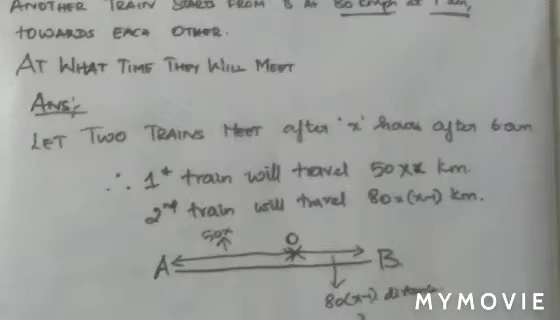 ANOTHER TRAIN STARTS FROM B AT 80 kmph at 7 am,
TOWARDS EACH OTHER.
AT WHAT TIME THEY WILL MEET
Ans:
LET TWO TRAINS MEET after 'x' hours after 6 am
∴ 1st train will travel 50×x km.
2nd train will travel 80×(x-1) km.
50x
O
A B
80(x-1) distance
MYMOVIE